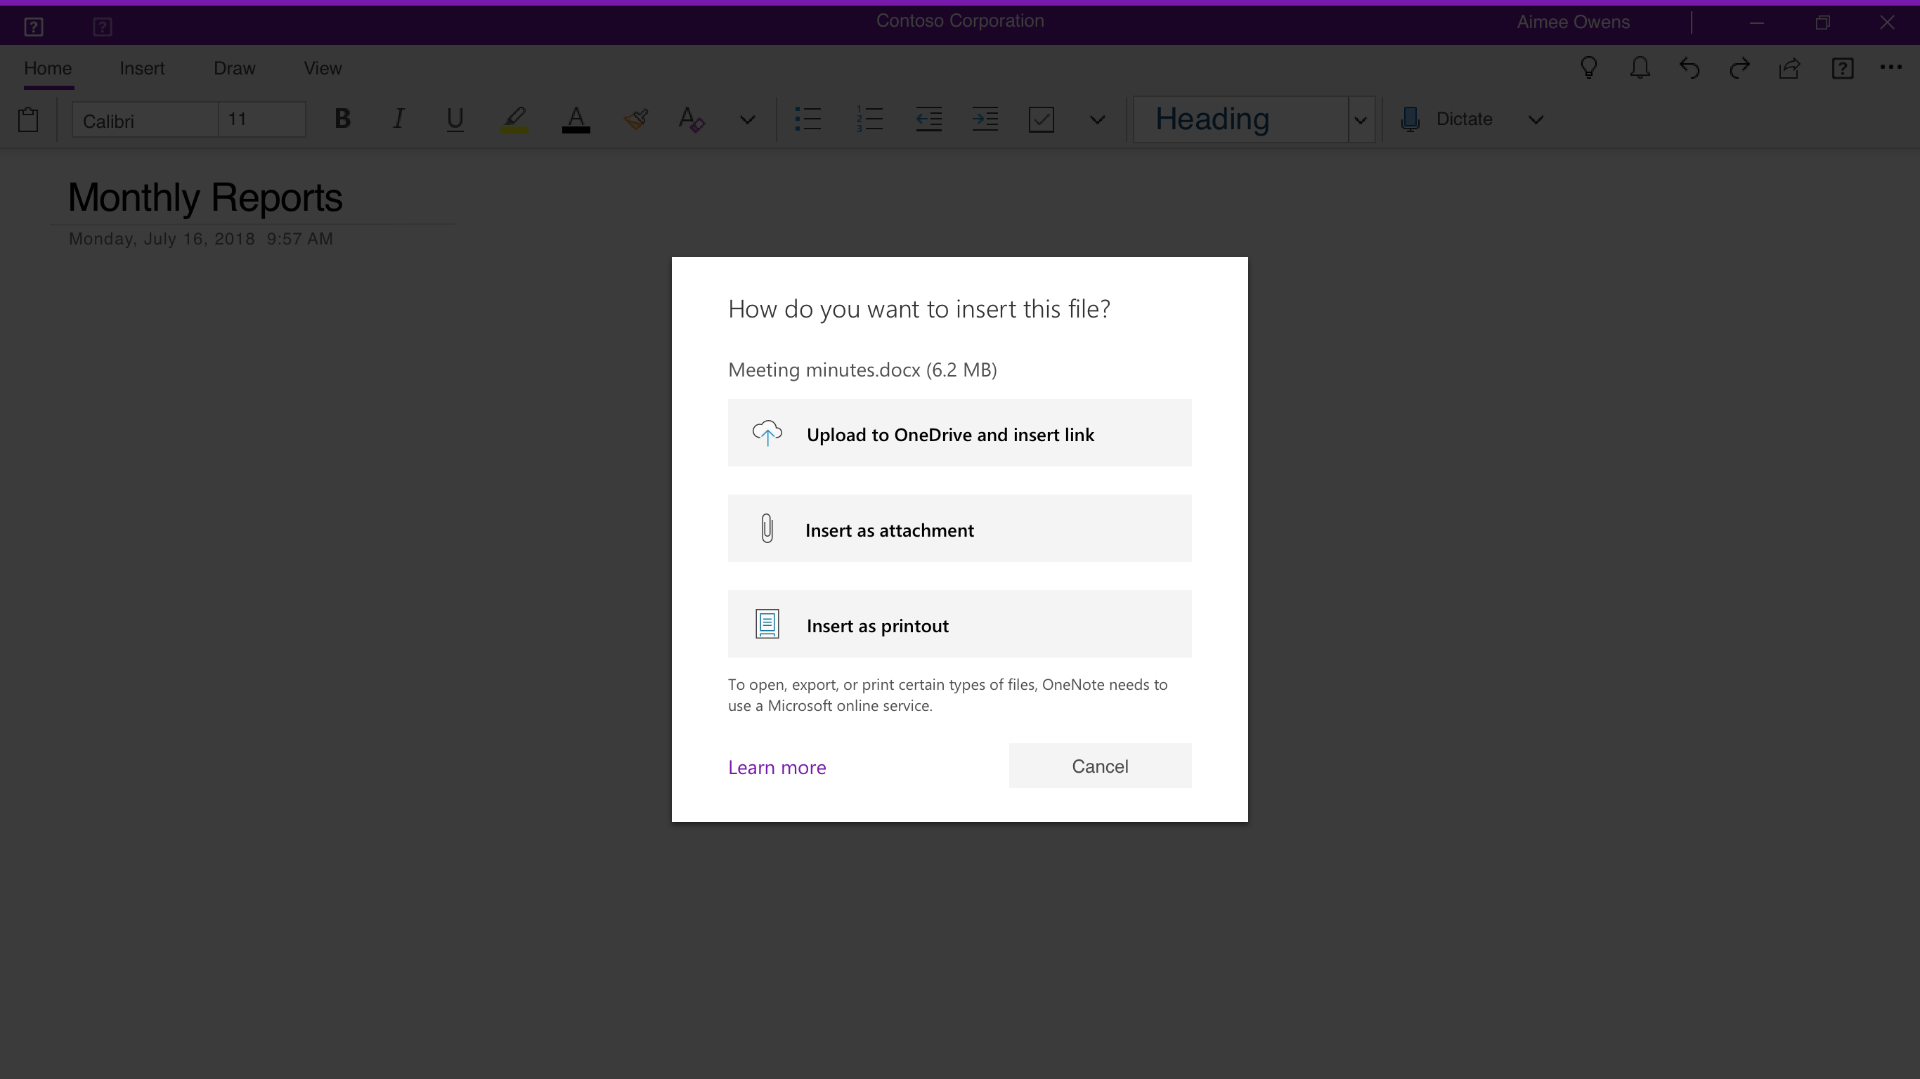 Contoso Corporation
Aimee Owens
Home
Insert
Draw
View
Calibri
11
B
I
U
A
A
Heading
Dictate
Monthly Reports
Monday, July 16, 2018 9:57 AM
How do you want to insert this file?
Meeting minutes.docx (6.2 MB)
Upload to OneDrive and insert link
Insert as attachment
Insert as printout
To open, export, or print certain types of files, OneNote needs to
use a Microsoft online service.
Learn more
Cancel